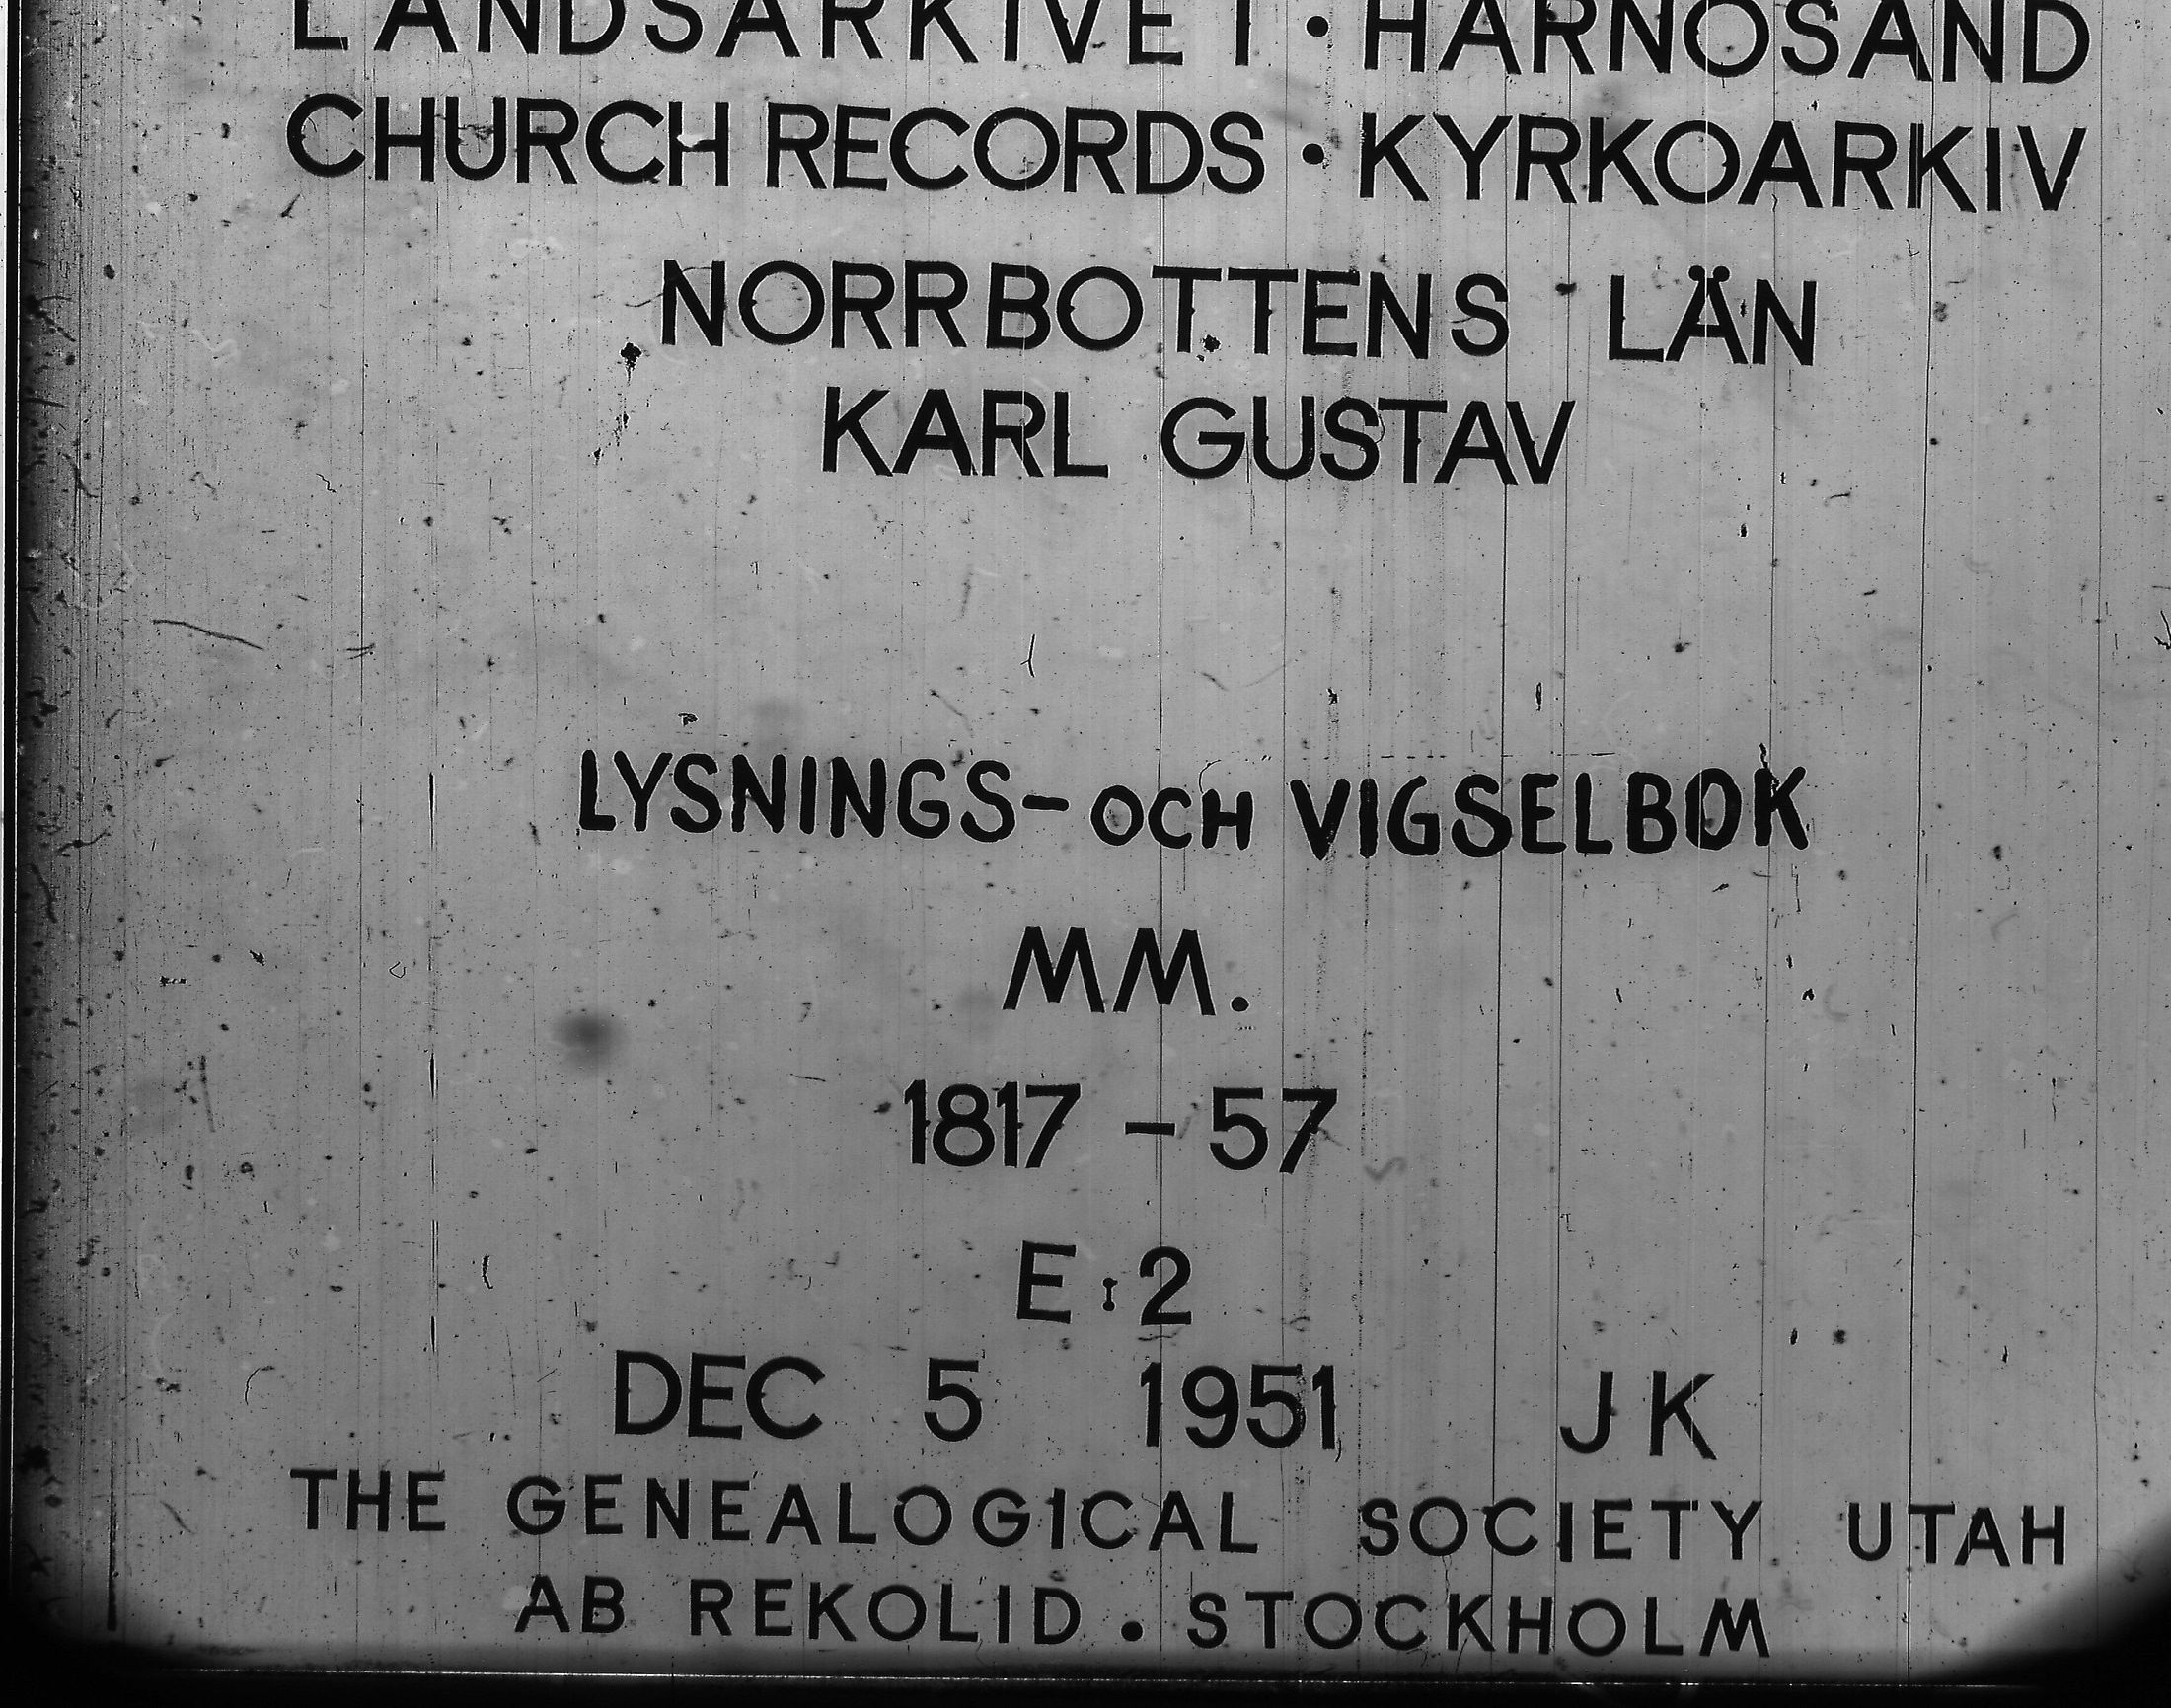 LANDSARKIVET • HÄRNÖSAND
CHURCH RECORDS • KYRKOARKIV
NORRBOTTENS LÄN
KARL GUSTAV
LYSNINGS- OCH VIGSELBOK
MM.
1817 - 57
E:2
DEC 5 1951 JK
THE GENEALOGICAL SOCIETY UTAH
AB REKOLID . STOCKHOLM